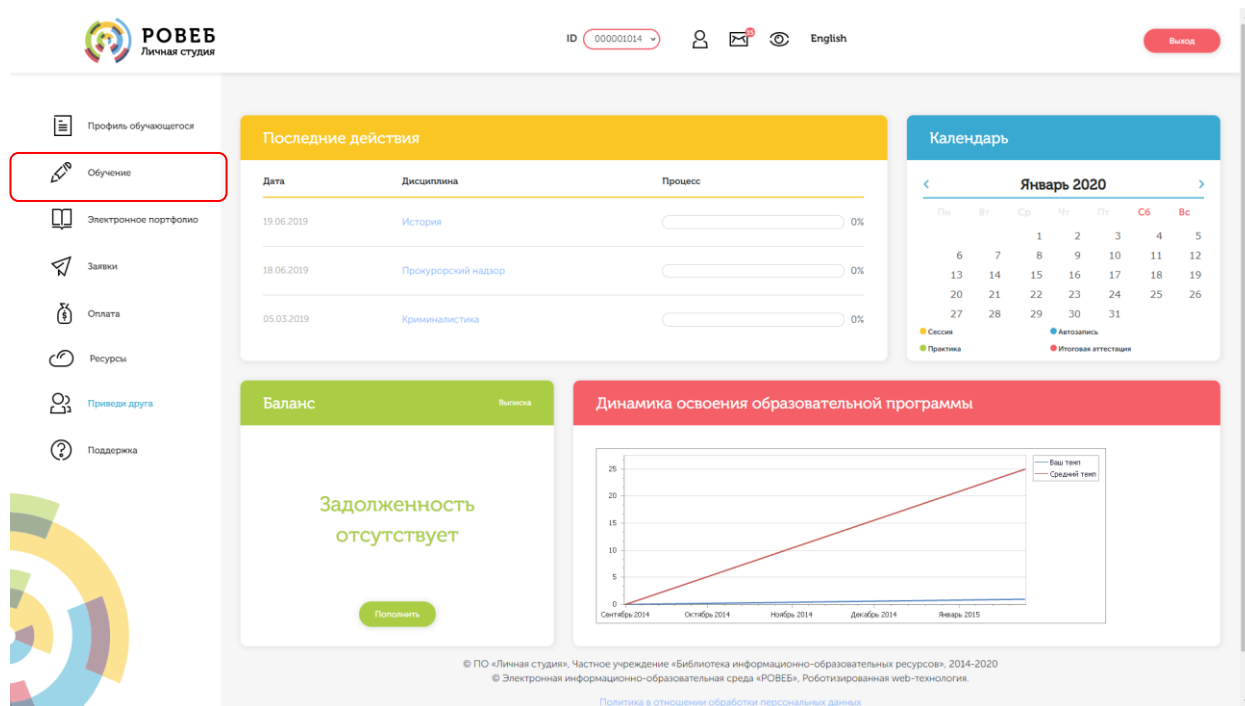 РОВЕБ
Личная студия
ID 000001014
English
Выход
Профиль обучающегося
Обучение
Электронное портфолио
Заявки
Оплата
Ресурсы
Приведи друга
Поддержка
Последние действия
Дата Дисциплина Процесс
19.06.2019 История 0%
18.06.2019 Прокурорский надзор 0%
05.03.2019 Криминалистика 0%
Календарь
Январь 2020
Пн Вт Ср Чт Пт Сб Вс
1 2 3 4 5
6 7 8 9 10 11 12
13 14 15 16 17 18 19
20 21 22 23 24 25 26
27 28 29 30 31
Сессия Автозапись
Практика Итоговая аттестация
Баланс Выписка
Задолженность
отсутствует
Пополнить
Динамика освоения образовательной программы
Ваш темп
Средний темп
25
20
15
10
5
0
Сентябрь 2014 Октябрь 2014 Ноябрь 2014 Декабрь 2014 Январь 2015
© ПО «Личная студия», Частное учреждение «Библиотека информационно-образовательных ресурсов», 2014-2020
© Электронная информационно-образовательная среда «РОВЕБ», Роботизированная web-технология.
Политика в отношении обработки персональных данных